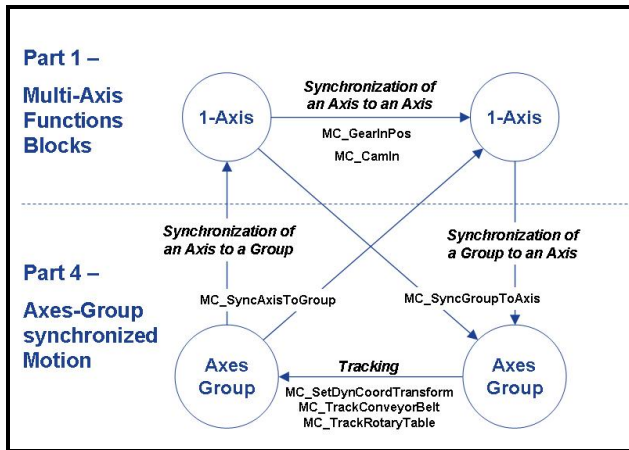 Part 1 –
Multi-Axis
Functions
Blocks
Synchronization of
an Axis to an Axis
1-Axis
1-Axis
MC_GearInPos
MC_CamIn
Part 4 –
Axes-Group
synchronized
Motion
Synchronization of
an Axis to a Group
Synchronization of
a Group to an Axis
MC_SyncAxisToGroup
MC_SyncGroupToAxis
Axes
Group
Tracking
MC_SetDynCoordTransform
MC_TrackConveyorBelt
MC_TrackRotaryTable
Axes
Group